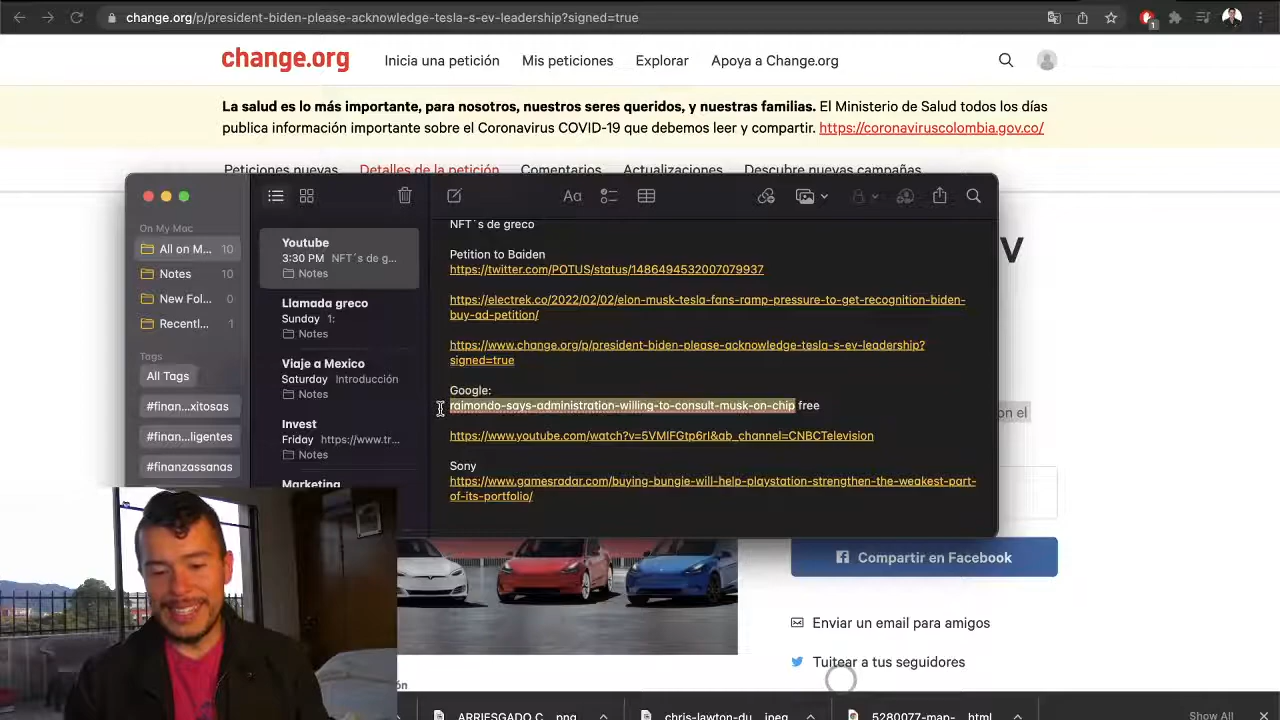 change.org/p/president-biden-please-acknowledge-tesla-s-ev-leadership?signed=true
1
change.org
Inicia una petición
Mis peticiones
Explorar
Apoya a Change.org
La salud es lo más importante, para nosotros, nuestros seres queridos, y nuestras familias. El Ministerio de Salud todos los días
publica información importante sobre el Coronavirus COVID-19 que debemos leer y compartir. https://coronaviruscolombia.gov.co/
Peticiones nuevas
Detalles de la petición
Comentarios
Actualizaciones
Descubre nuevas campañas
On My Mac
All on M... 10
Notes 10
New Fol... 0
Recentl... 1
Tags
All Tags
#finan...xitosas
#finan...ligentes
#finanzassanas
Youtube
3:30 PM NFT´s de g...
Notes
Llamada greco
Sunday 1:
Notes
Viaje a Mexico
Saturday Introducción
Notes
Invest
Friday https://www.tr...
Notes
Marketing
Aa
NFT´s de greco
Petition to Baiden
https://twitter.com/POTUS/status/1486494532007079937
https://electrek.co/2022/02/02/elon-musk-tesla-fans-ramp-pressure-to-get-recognition-biden-
buy-ad-petition/
https://www.change.org/p/president-biden-please-acknowledge-tesla-s-ev-leadership?
signed=true
Google:
raimondo-says-administration-willing-to-consult-musk-on-chip free
https://www.youtube.com/watch?v=5VMIFGtp6rI&ab_channel=CNBCTelevision
Sony
https://www.gamesradar.com/buying-bungie-will-help-playstation-strengthen-the-weakest-part-
of-its-portfolio/
V
on el
Compartir en Facebook
Enviar un email para amigos
Tuitear a tus seguidores
ón
ARRIESGADO C....png
chris-lawton-du....jpeg
5280077-map-....html
Show All